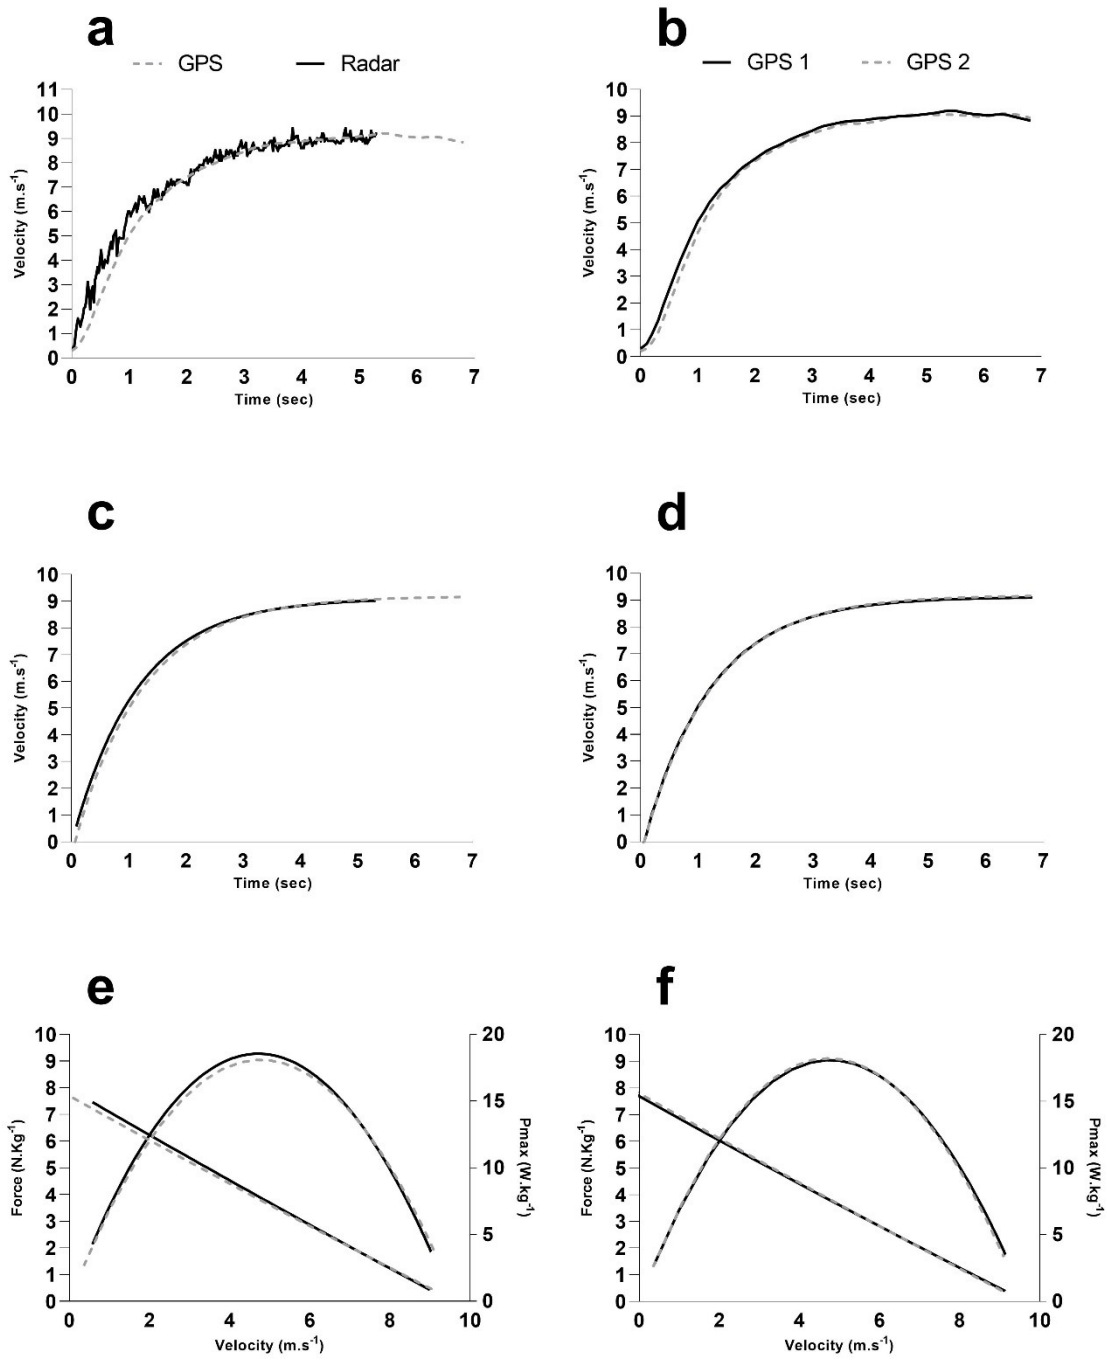 a
GPS
Radar
11
10
9
8
7
6
5
4
3
2
1
0
Velocity (m.s⁻¹)
0 1 2 3 4 5 6 7
Time (sec)
b
GPS 1
GPS 2
10
9
8
7
6
5
4
3
2
1
0
Velocity (m.s⁻¹)
0 1 2 3 4 5 6 7
Time (sec)
c
10
9
8
7
6
5
4
3
2
1
0
Velocity (m.s⁻¹)
0 1 2 3 4 5 6 7
Time (sec)
d
10
9
8
7
6
5
4
3
2
1
0
Velocity (m.s⁻¹)
0 1 2 3 4 5 6 7
Time (sec)
e
10
9
8
7
6
5
4
3
2
1
0
Force (N.Kg⁻¹)
20
15
10
5
0
Pmax (W.kg⁻¹)
0 2 4 6 8 10
Velocity (m.s⁻¹)
f
10
9
8
7
6
5
4
3
2
1
0
Force (N.Kg⁻¹)
20
15
10
5
0
Pmax (W.kg⁻¹)
0 2 4 6 8 10
Velocity (m.s⁻¹)